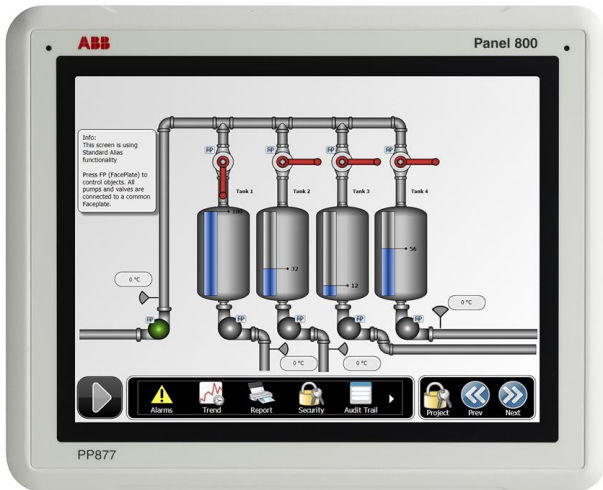 ABB
Panel 800
Info:
This screen is using
Standard Alias
functionality
Press FP (FacePlate) to
control objects. All
pumps and valves are
connected to a common
Faceplate.
FP
FP
FP
FP
Tank 1
Tank 2
Tank 3
Tank 4
100
32
12
56
0 °C
0 °C
FP
FP
FP
FP
FP
0 °C
0 °C
Alarms
Trend
Report
Security
Audit Trail
Project
Prev
Next
PP877